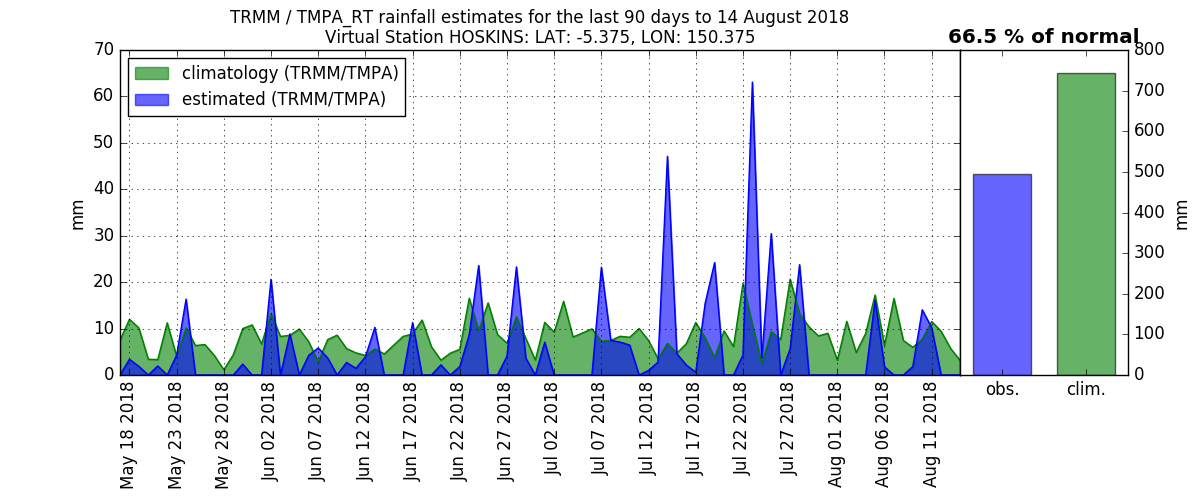 TRMM / TMPA_RT rainfall estimates for the last 90 days to 14 August 2018
Virtual Station HOSKINS: LAT: -5.375, LON: 150.375
66.5 % of normal
climatology (TRMM/TMPA)
estimated (TRMM/TMPA)
70
60
50
40
30
20
10
0
mm
800
700
600
500
400
300
200
100
0
mm
May 18 2018
May 23 2018
May 28 2018
Jun 02 2018
Jun 07 2018
Jun 12 2018
Jun 17 2018
Jun 22 2018
Jun 27 2018
Jul 02 2018
Jul 07 2018
Jul 12 2018
Jul 17 2018
Jul 22 2018
Jul 27 2018
Aug 01 2018
Aug 06 2018
Aug 11 2018
obs.
clim.